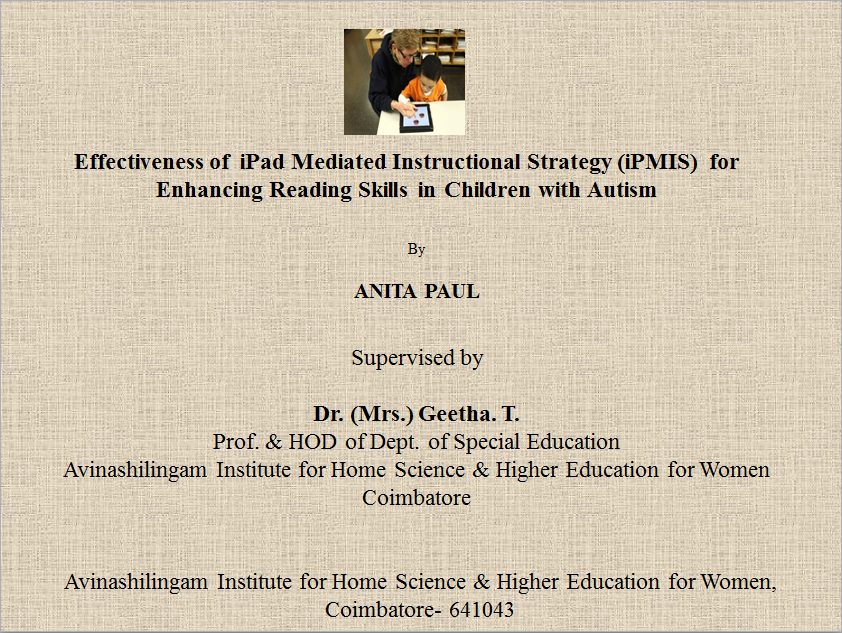 Effectiveness of iPad Mediated Instructional Strategy (iPMIS) for
Enhancing Reading Skills in Children with Autism
By
ANITA PAUL
Supervised by
Dr. (Mrs.) Geetha. T.
Prof. & HOD of Dept. of Special Education
Avinashilingam Institute for Home Science & Higher Education for Women
Coimbatore
Avinashilingam Institute for Home Science & Higher Education for Women,
Coimbatore- 641043